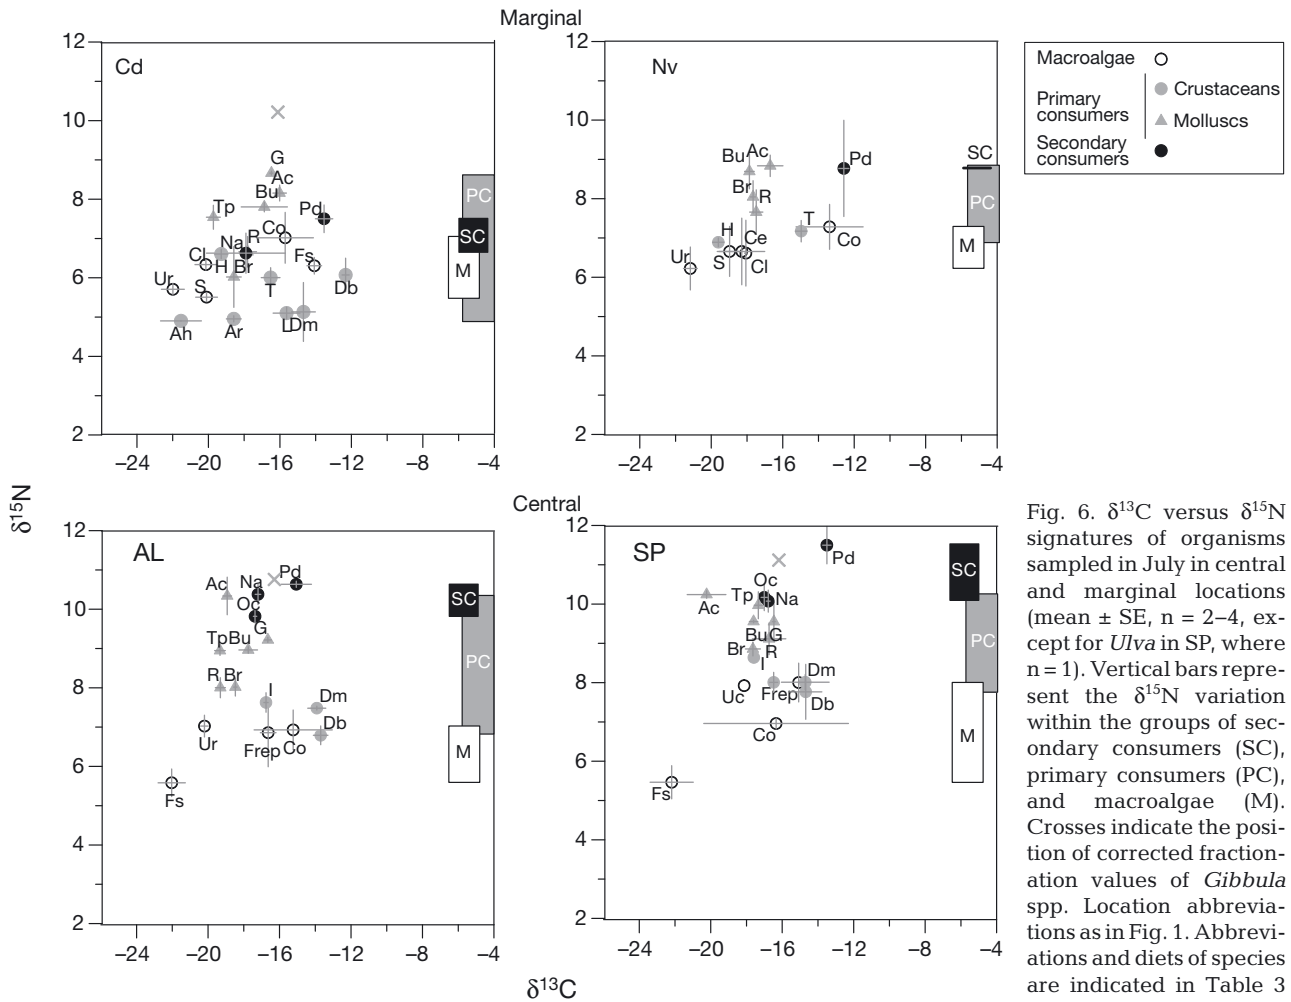 Marginal
12
10
8
6
4
2
Cd
G
Ac
Bu
Tp
Pd
Co
Na
R
Fs
Cl
H
Br
Ur
S
T
Db
Ah
Ar
L
Dm
PC
SC
M
–24
–20
–16
–12
–8
–4
12
10
8
6
4
2
Nv
Bu
Ac
Pd
Br
R
T
Co
H
Ce
Ur
S
Cl
SC
PC
M
–24
–20
–16
–12
–8
–4
Macroalgae
Primary
consumers
Crustaceans
Molluscs
Secondary
consumers
δ15N
Central
12
10
8
6
4
2
AL
Ac
Na
Pd
Oc
G
Tp
Bu
R
Br
I
Dm
Db
Ur
Frep
Co
Fs
SC
PC
M
–24
–20
–16
–12
–8
–4
12
10
8
6
4
2
SP
Pd
Oc
Tp
Na
Ac
Bu
G
Br
R
I
Dm
Uc
Frep
Db
Co
Fs
SC
PC
M
–24
–20
–16
–12
–8
–4
δ13C
Fig. 6. δ13C versus δ15N
signatures of organisms
sampled in July in central
and marginal locations
(mean ± SE, n = 2–4, ex-
cept for Ulva in SP, where
n = 1). Vertical bars repre-
sent the δ15N variation
within the groups of sec-
ondary consumers (SC),
primary consumers (PC),
and macroalgae (M).
Crosses indicate the posi-
tion of corrected fraction-
ation values of Gibbula
spp. Location abbrevia-
tions as in Fig. 1. Abbrevi-
ations and diets of species
are indicated in Table 3